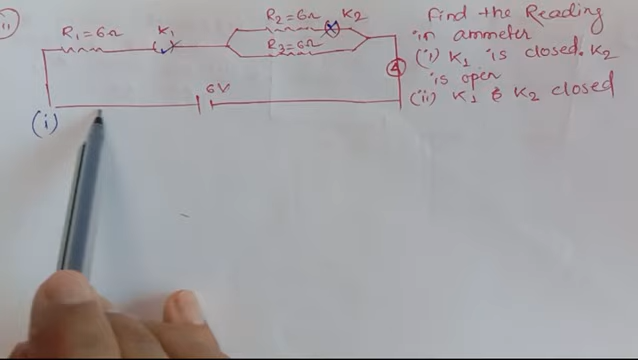 ii)
R₁=6Ω
K₁
R₂=6Ω
K₂
R₃=6Ω
A
6V
Find the Reading
in ammeter
(i) K₁ is closed. K₂
is open
(ii) K₁ & K₂ closed
(i)